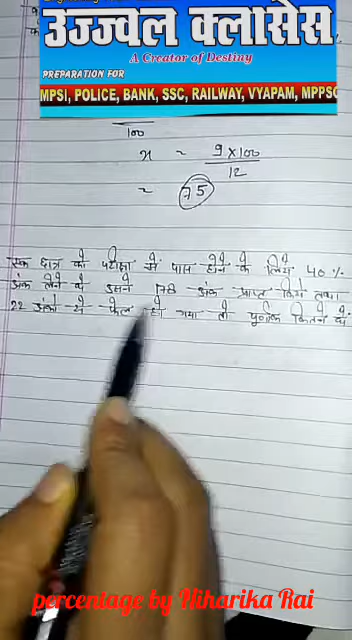 उज्ज्वल क्लासेस
A Creator of Destiny
PREPARATION FOR
MPSI, POLICE, BANK, SSC, RAILWAY, VYAPAM, MPPSC
100
x = 9 x 100
12
= 75
एक छात्र को परीक्षा में पास होने के लिये 40 %
अंक लेने थे उसने 178 अंक प्राप्त किये तथा
22 अंको से फेल हो गया तो पूर्णांक कितने थे
percentage by Niharika Rai